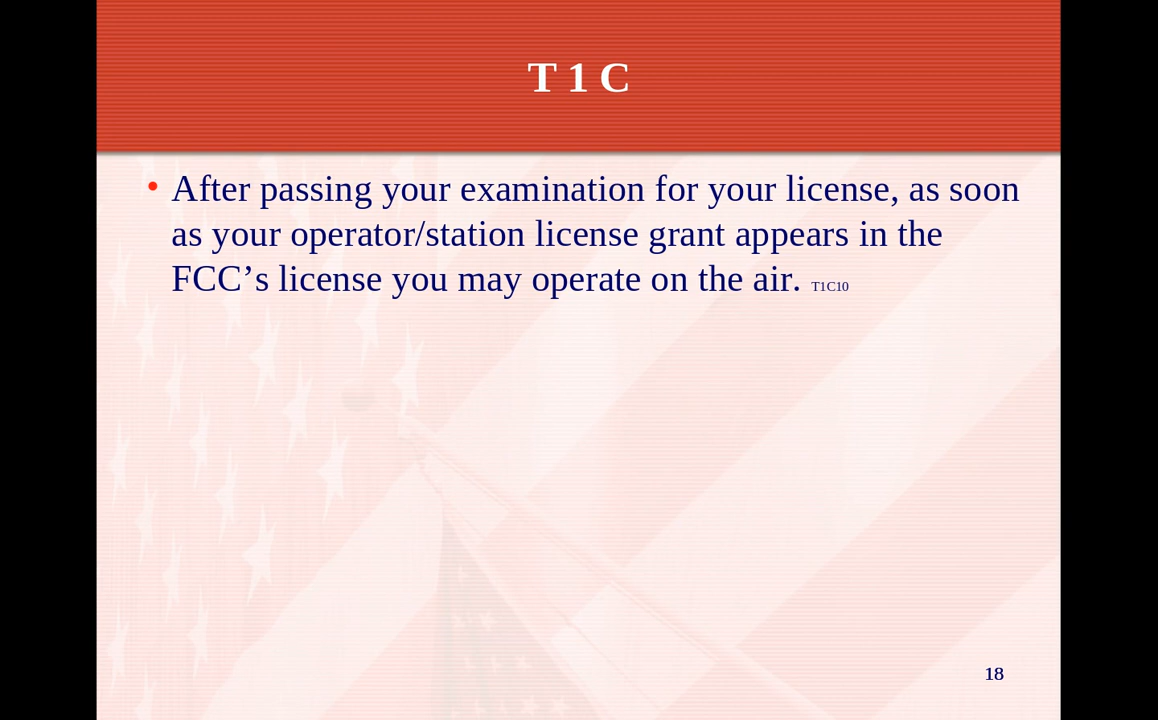 T 1 C
• After passing your examination for your license, as soon
as your operator/station license grant appears in the
FCC’s license you may operate on the air. T1C10
18